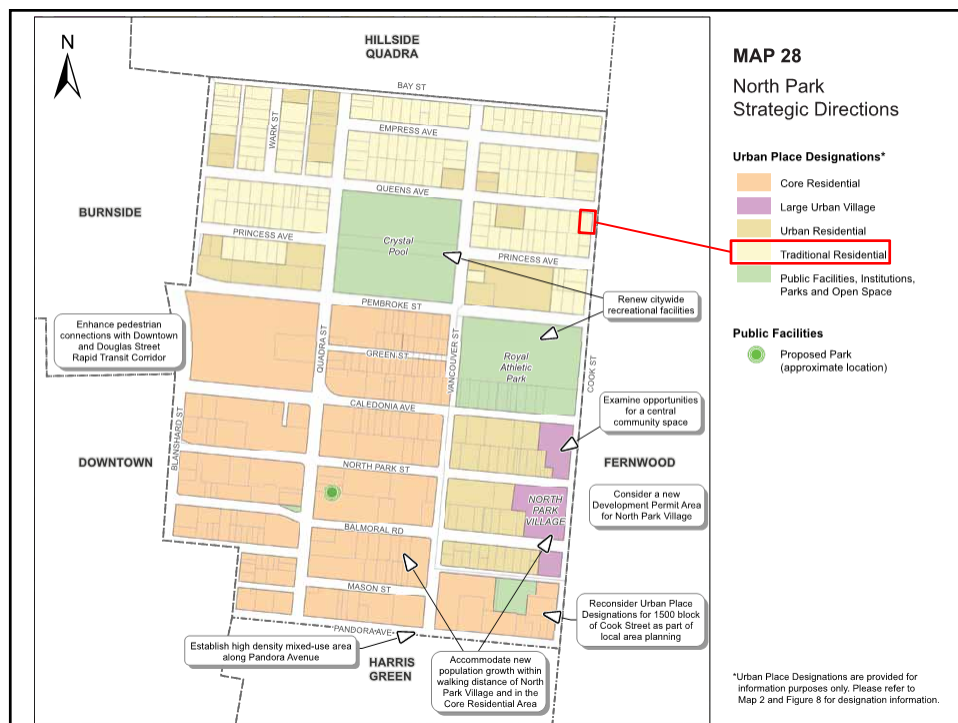 N
HILLSIDE
QUADRA
BAY ST
WARK ST
EMPRESS AVE
QUEENS AVE
BURNSIDE
PRINCESS AVE
Crystal
Pool
PRINCESS AVE
PEMBROKE ST
Renew citywide
recreational facilities
Enhance pedestrian
connections with Downtown
and Douglas Street
Rapid Transit Corridor
QUADRA ST
GREEN ST
VANCOUVER ST
Royal
Athletic
Park
COOK ST
CALEDONIA AVE
Examine opportunities
for a central
community space
BLANSHARD ST
DOWNTOWN
NORTH PARK ST
FERNWOOD
NORTH
PARK
VILLAGE
Consider a new
Development Permit Area
for North Park Village
BALMORAL RD
MASON ST
Reconsider Urban Place
Designations for 1500 block
of Cook Street as part of
local area planning
PANDORA AVE
Establish high density mixed-use area
along Pandora Avenue
HARRIS
GREEN
Accommodate new
population growth within
walking distance of North
Park Village and in the
Core Residential Area
MAP 28
North Park
Strategic Directions
Urban Place Designations*
Core Residential
Large Urban Village
Urban Residential
Traditional Residential
Public Facilities, Institutions,
Parks and Open Space
Public Facilities
Proposed Park
(approximate location)
*Urban Place Designations are provided for
information purposes only. Please refer to
Map 2 and Figure 8 for designation information.